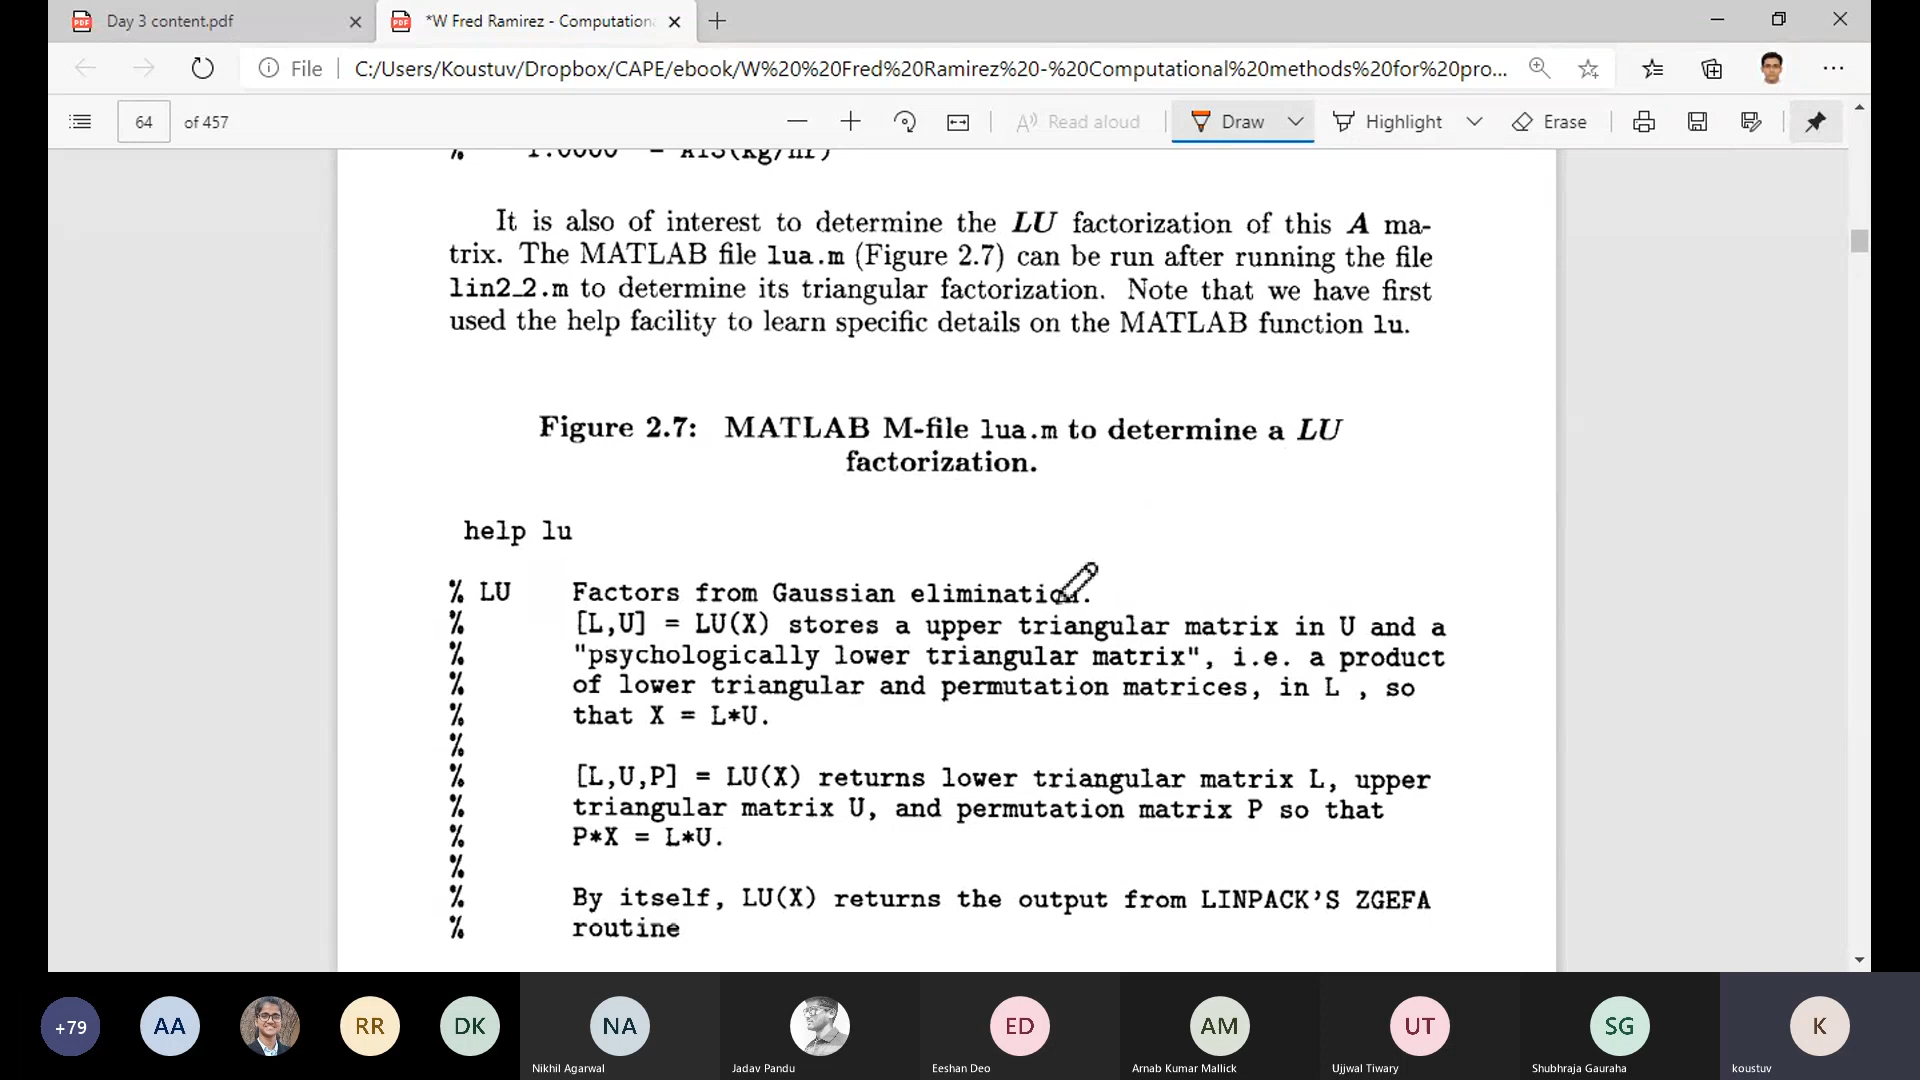 Day 3 content.pdf
*W Fred Ramirez - Computationa
File
C:/Users/Koustuv/Dropbox/CAPE/ebook/W%20%20Fred%20Ramirez%20-%20Computational%20methods%20for%20pro...
64 of 457
Read aloud
Draw
Highlight
Erase
% 1.0000 = A13(kg/hr)
It is also of interest to determine the LU factorization of this A ma-
trix. The MATLAB file lua.m (Figure 2.7) can be run after running the file
lin2_2.m to determine its triangular factorization. Note that we have first
used the help facility to learn specific details on the MATLAB function lu.
Figure 2.7: MATLAB M-file lua.m to determine a LU
factorization.
help lu
% LU Factors from Gaussian elimination.
% [L,U] = LU(X) stores a upper triangular matrix in U and a
% "psychologically lower triangular matrix", i.e. a product
% of lower triangular and permutation matrices, in L , so
% that X = L*U.
%
% [L,U,P] = LU(X) returns lower triangular matrix L, upper
% triangular matrix U, and permutation matrix P so that
% P*X = L*U.
%
% By itself, LU(X) returns the output from LINPACK'S ZGEFA
% routine
+79
AA
RR
DK
NA
ED
AM
UT
SG
K
Nikhil Agarwal
Jadav Pandu
Eeshan Deo
Arnab Kumar Mallick
Ujjwal Tiwary
Shubhraja Gauraha
koustuv